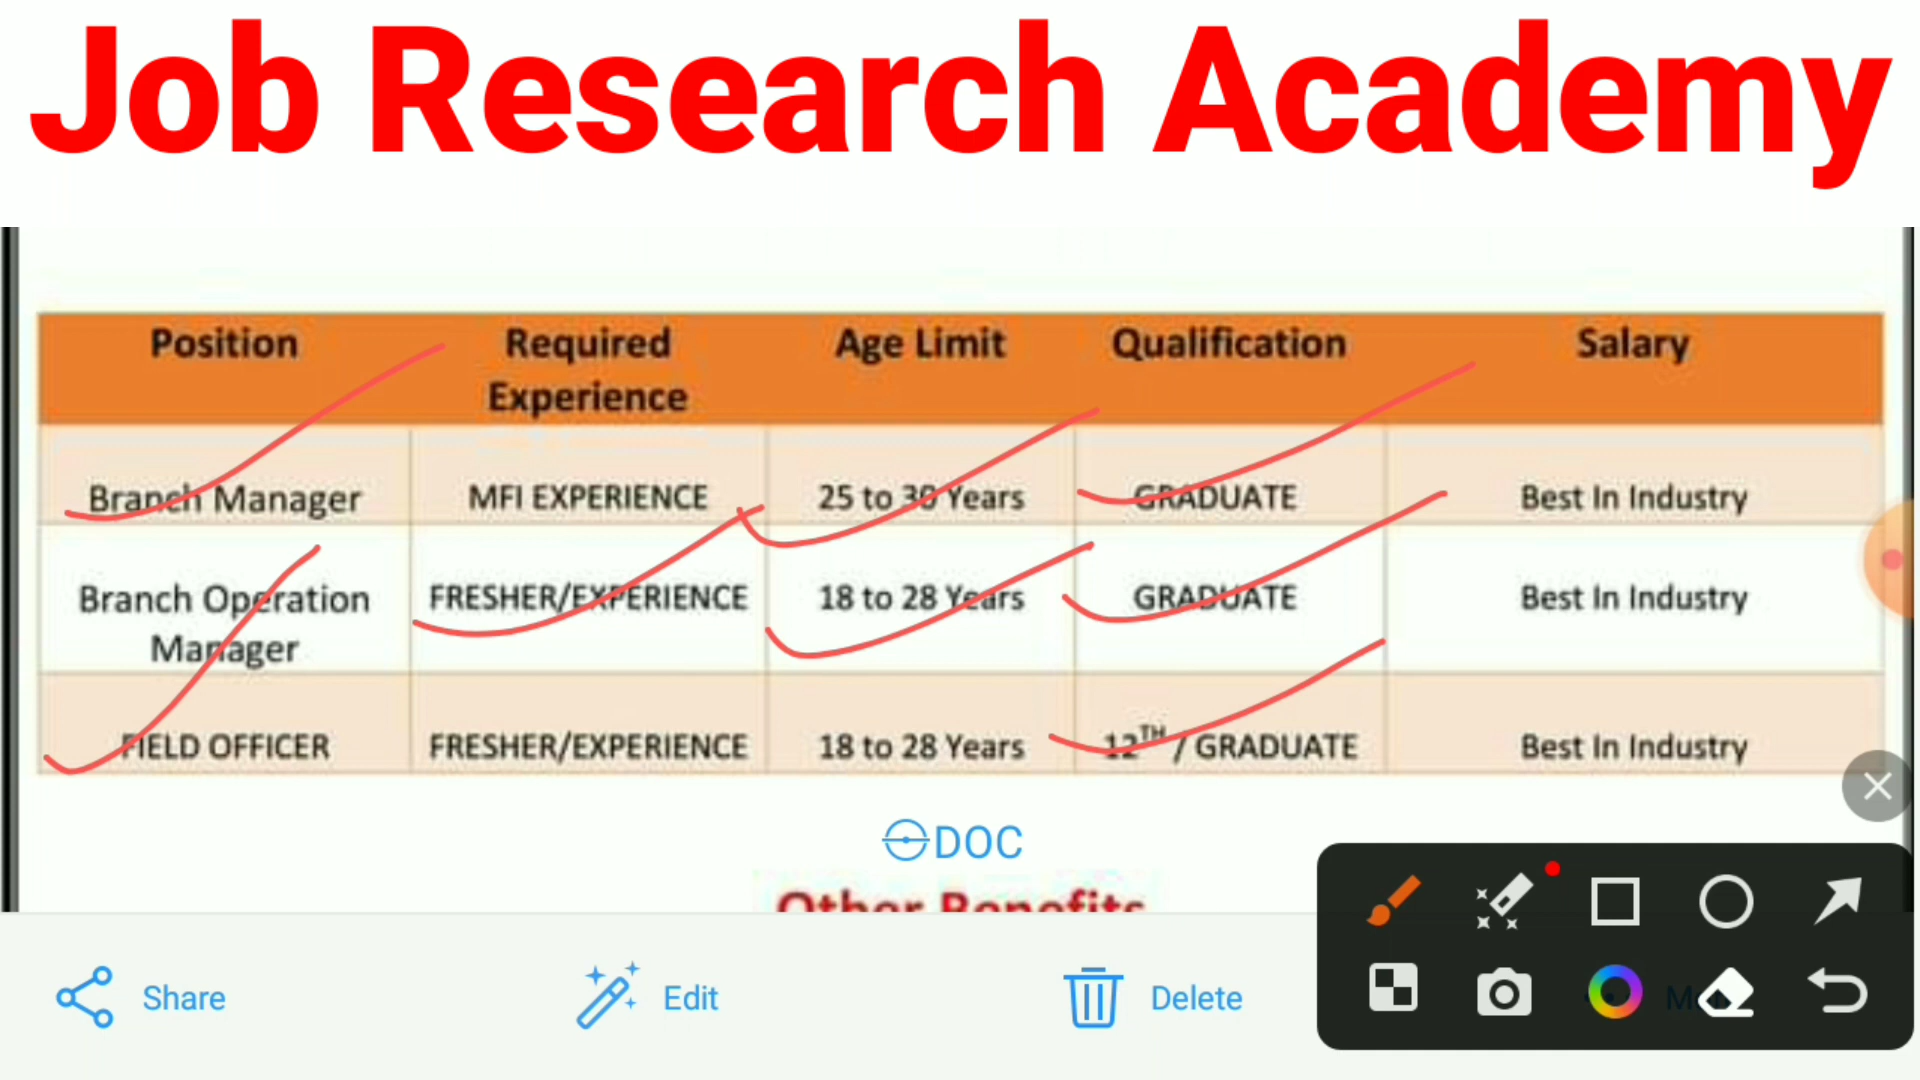 Job Research Academy
Position Required Experience Age Limit Qualification Salary
Branch Manager MFI EXPERIENCE 25 to 30 Years GRADUATE Best In Industry
Branch Operation Manager FRESHER/EXPERIENCE 18 to 28 Years GRADUATE Best In Industry
FIELD OFFICER FRESHER/EXPERIENCE 18 to 28 Years 12TH / GRADUATE Best In Industry
DOC
Other Benefits
Share Edit Delete